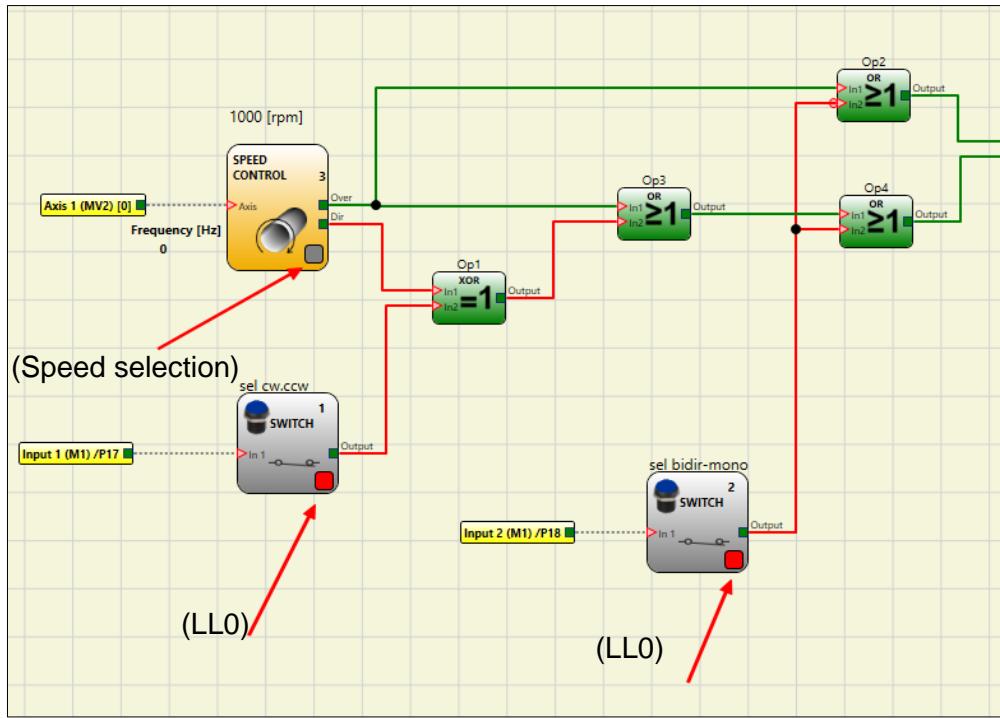 Op2
OR
In1
≥1
Output
In2
1000 [rpm]
SPEED
CONTROL
3
Over
Axis 1 (MV2) [0]
Axis
Dir
Frequency [Hz]
0
Op3
OR
In1
≥1
Output
In2
Op4
OR
In1
≥1
Output
In2
Op1
XOR
In1
=1
Output
In2
(Speed selection)
sel cw.ccw
1
SWITCH
Output
Input 1 (M1) /P17
In 1
sel bidir-mono
2
SWITCH
Output
Input 2 (M1) /P18
In 1
(LL0)
(LL0)